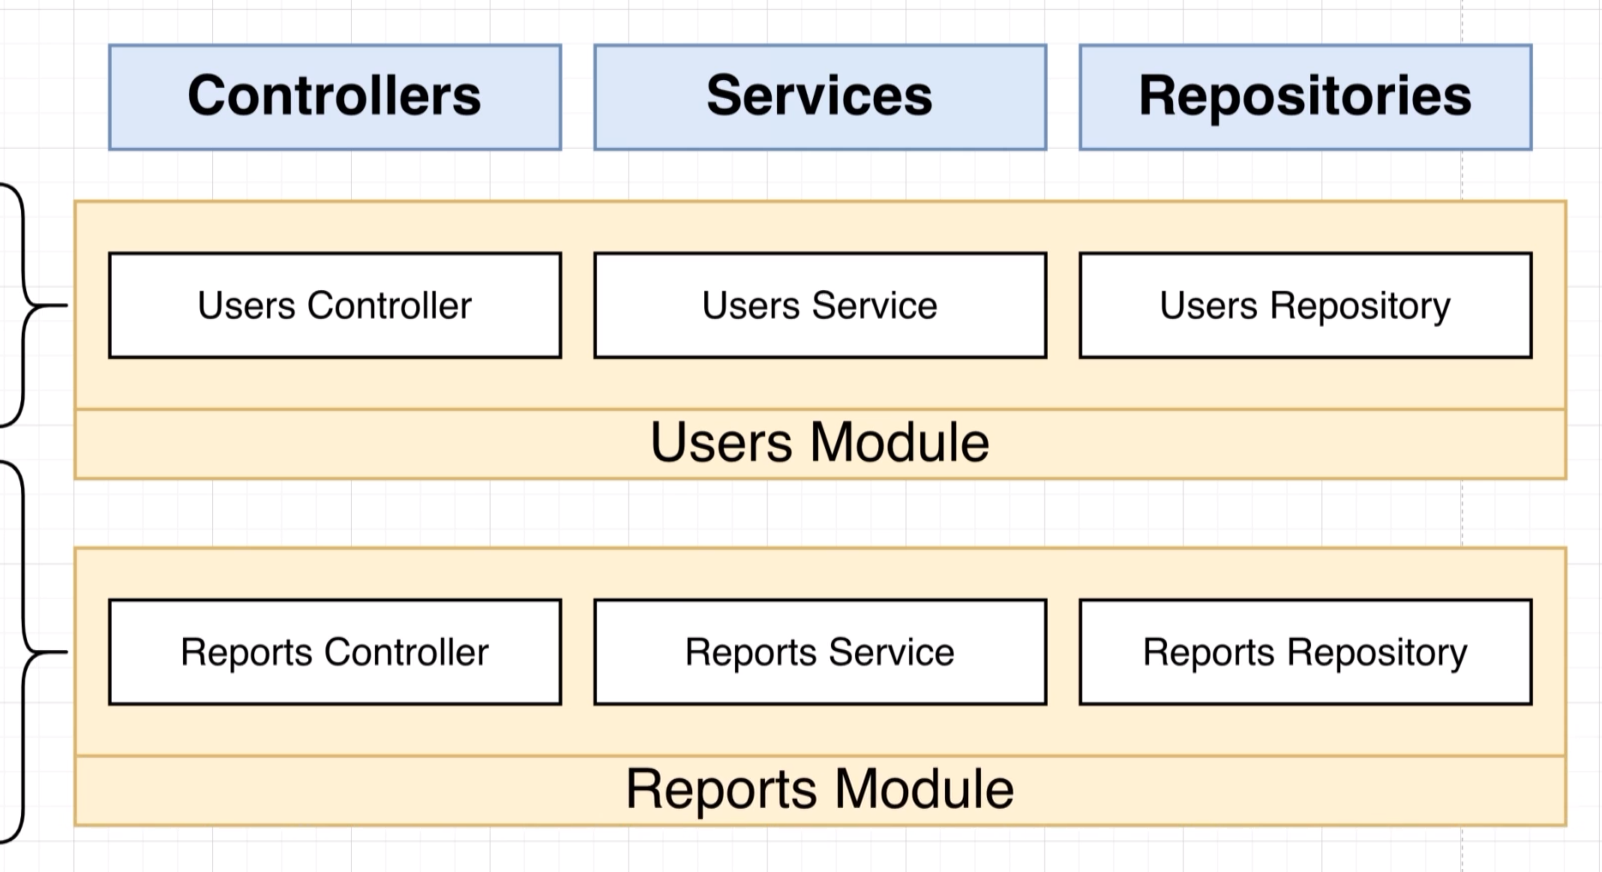 Controllers
Services
Repositories
Users Controller
Users Service
Users Repository
Users Module
Reports Controller
Reports Service
Reports Repository
Reports Module